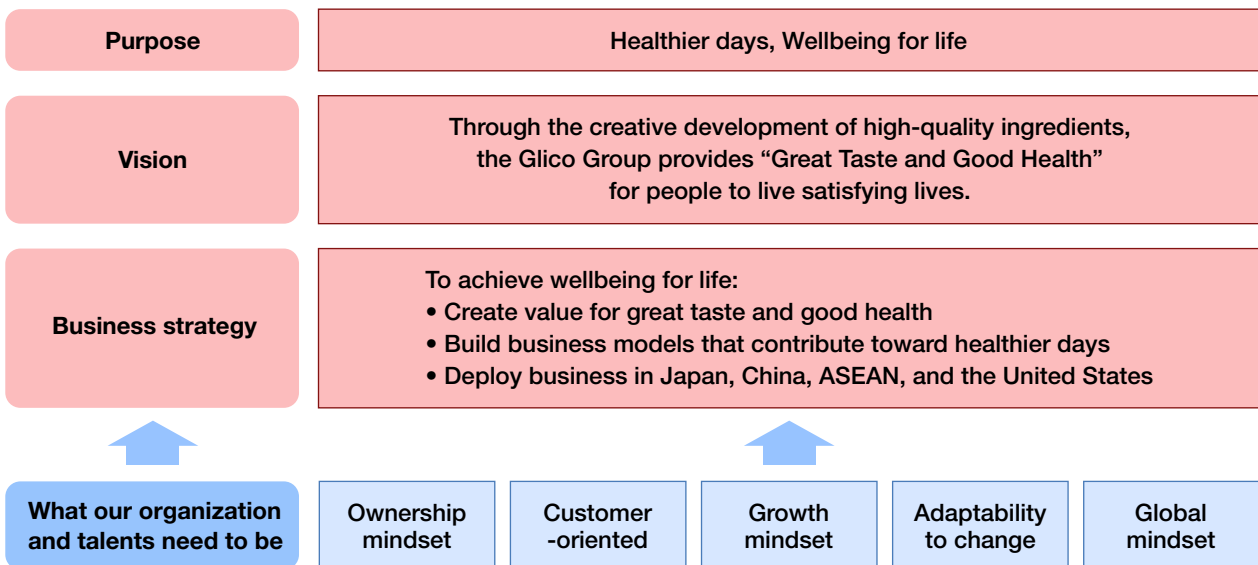 Purpose
Healthier days, Wellbeing for life
Vision
Through the creative development of high-quality ingredients,
the Glico Group provides “Great Taste and Good Health”
for people to live satisfying lives.
Business strategy
To achieve wellbeing for life:
• Create value for great taste and good health
• Build business models that contribute toward healthier days
• Deploy business in Japan, China, ASEAN, and the United States
What our organization
and talents need to be
Ownership
mindset
Customer
-oriented
Growth
mindset
Adaptability
to change
Global
mindset